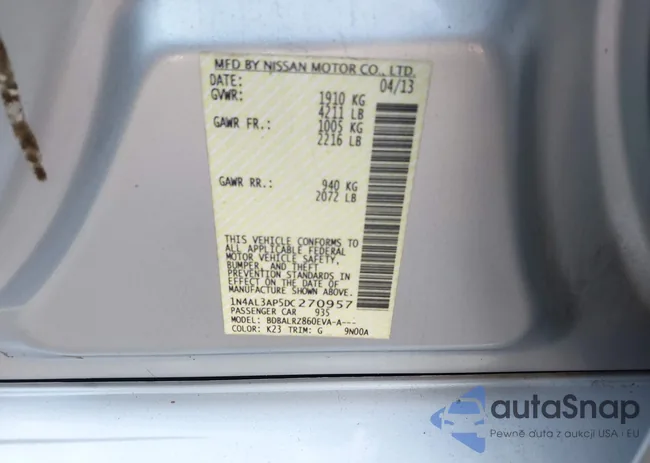 MFD BY NISSAN MOTOR CO., LTD.
DATE: 04/13
GVWR: 1910 KG
4211 LB
GAWR FR.: 1005 KG
2216 LB
GAWR RR.: 940 KG
2072 LB
THIS VEHICLE CONFORMS TO
ALL APPLICABLE FEDERAL
MOTOR VEHICLE SAFETY,
BUMPER, AND THEFT
PREVENTION STANDARDS IN
EFFECT ON THE DATE OF
MANUFACTURE SHOWN ABOVE.
1N4AL3AP5DC270957
PASSENGER CAR 935
MODEL: BDBALRZ860EVA-A---
COLOR: K23 TRIM: G 9N00A
autaSnap
Pewne auta z aukcji USA i EU